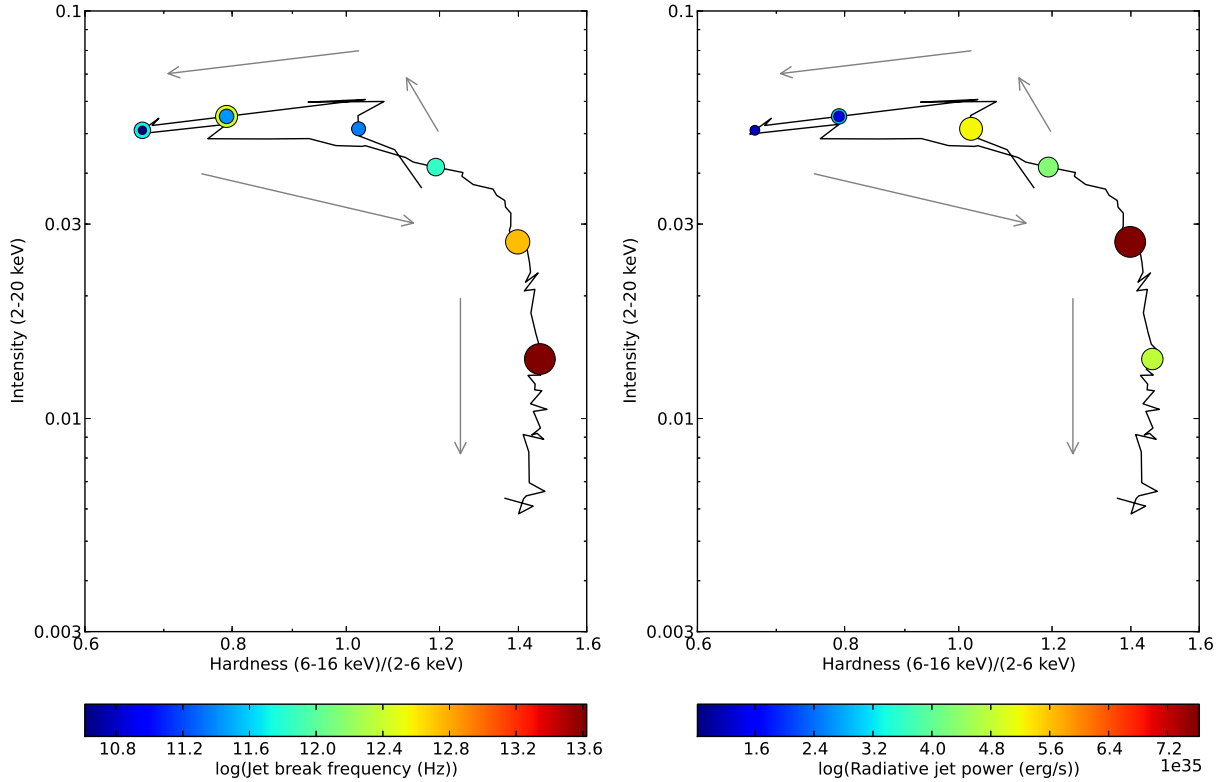 0.1
0.03
0.01
0.003
Intensity (2-20 keV)
0.6 0.8 1.0 1.2 1.4 1.6
Hardness (6-16 keV)/(2-6 keV)
10.8 11.2 11.6 12.0 12.4 12.8 13.2 13.6
log(Jet break frequency (Hz))
0.1
0.03
0.01
0.003
Intensity (2-20 keV)
0.6 0.8 1.0 1.2 1.4 1.6
Hardness (6-16 keV)/(2-6 keV)
1.6 2.4 3.2 4.0 4.8 5.6 6.4 7.2
1e35
log(Radiative jet power (erg/s))